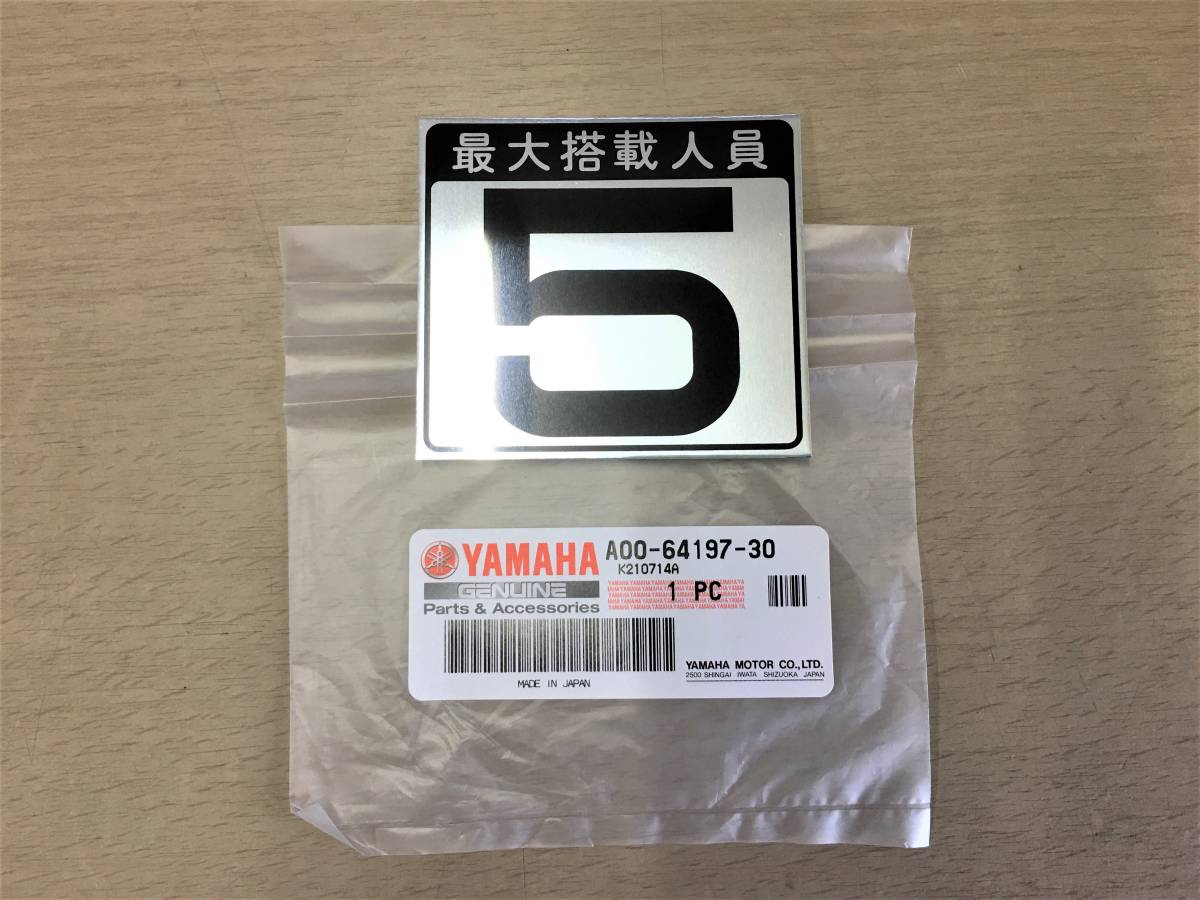 最大搭載人員
5
YAMAHA A00-64197-30
K210714A
GENUINE
1 PC
Parts & Accessories
YAMAHA MOTOR CO.,LTD.
2500 SHINGAI IWATA SHIZUOKA JAPAN
MADE IN JAPAN